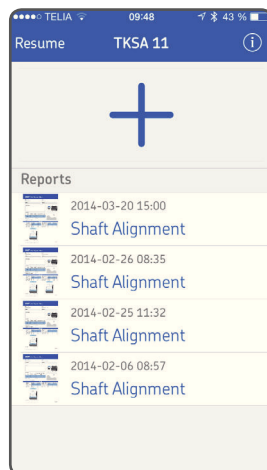 TELIA 09:48 43 %
Resume TKSA 11 i
Reports
2014-03-20 15:00
Shaft Alignment
2014-02-26 08:35
Shaft Alignment
2014-02-25 11:32
Shaft Alignment
2014-02-06 08:57
Shaft Alignment